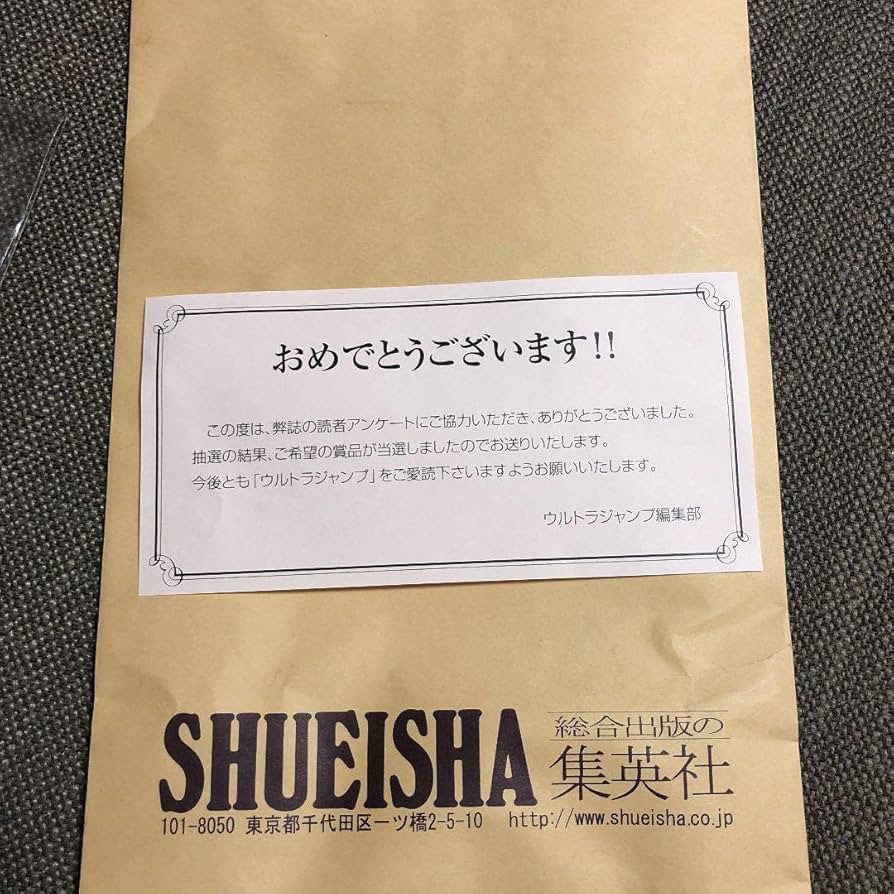 おめでとうございます!!
この度は、弊誌の読者アンケートにご協力いただき、ありがとうございました。
抽選の結果、ご希望の賞品が当選しましたのでお送りいたします。
今後とも「ウルトラジャンプ」をご愛読下さいますようお願いいたします。
ウルトラジャンプ編集部
SHUEISHA 総合出版の
集英社
101-8050 東京都千代田区一ツ橋2-5-10 http://www.shueisha.co.jp